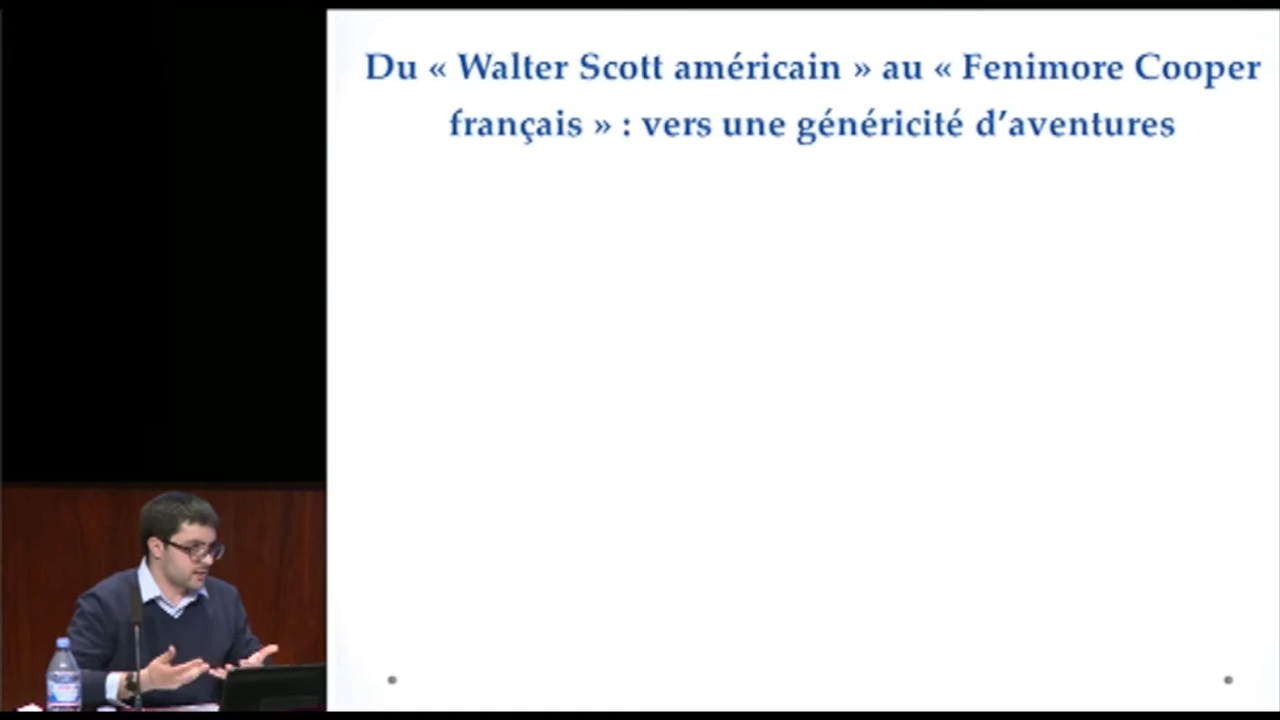 Du « Walter Scott américain » au « Fenimore Cooper
français » : vers une généricité d’aventures